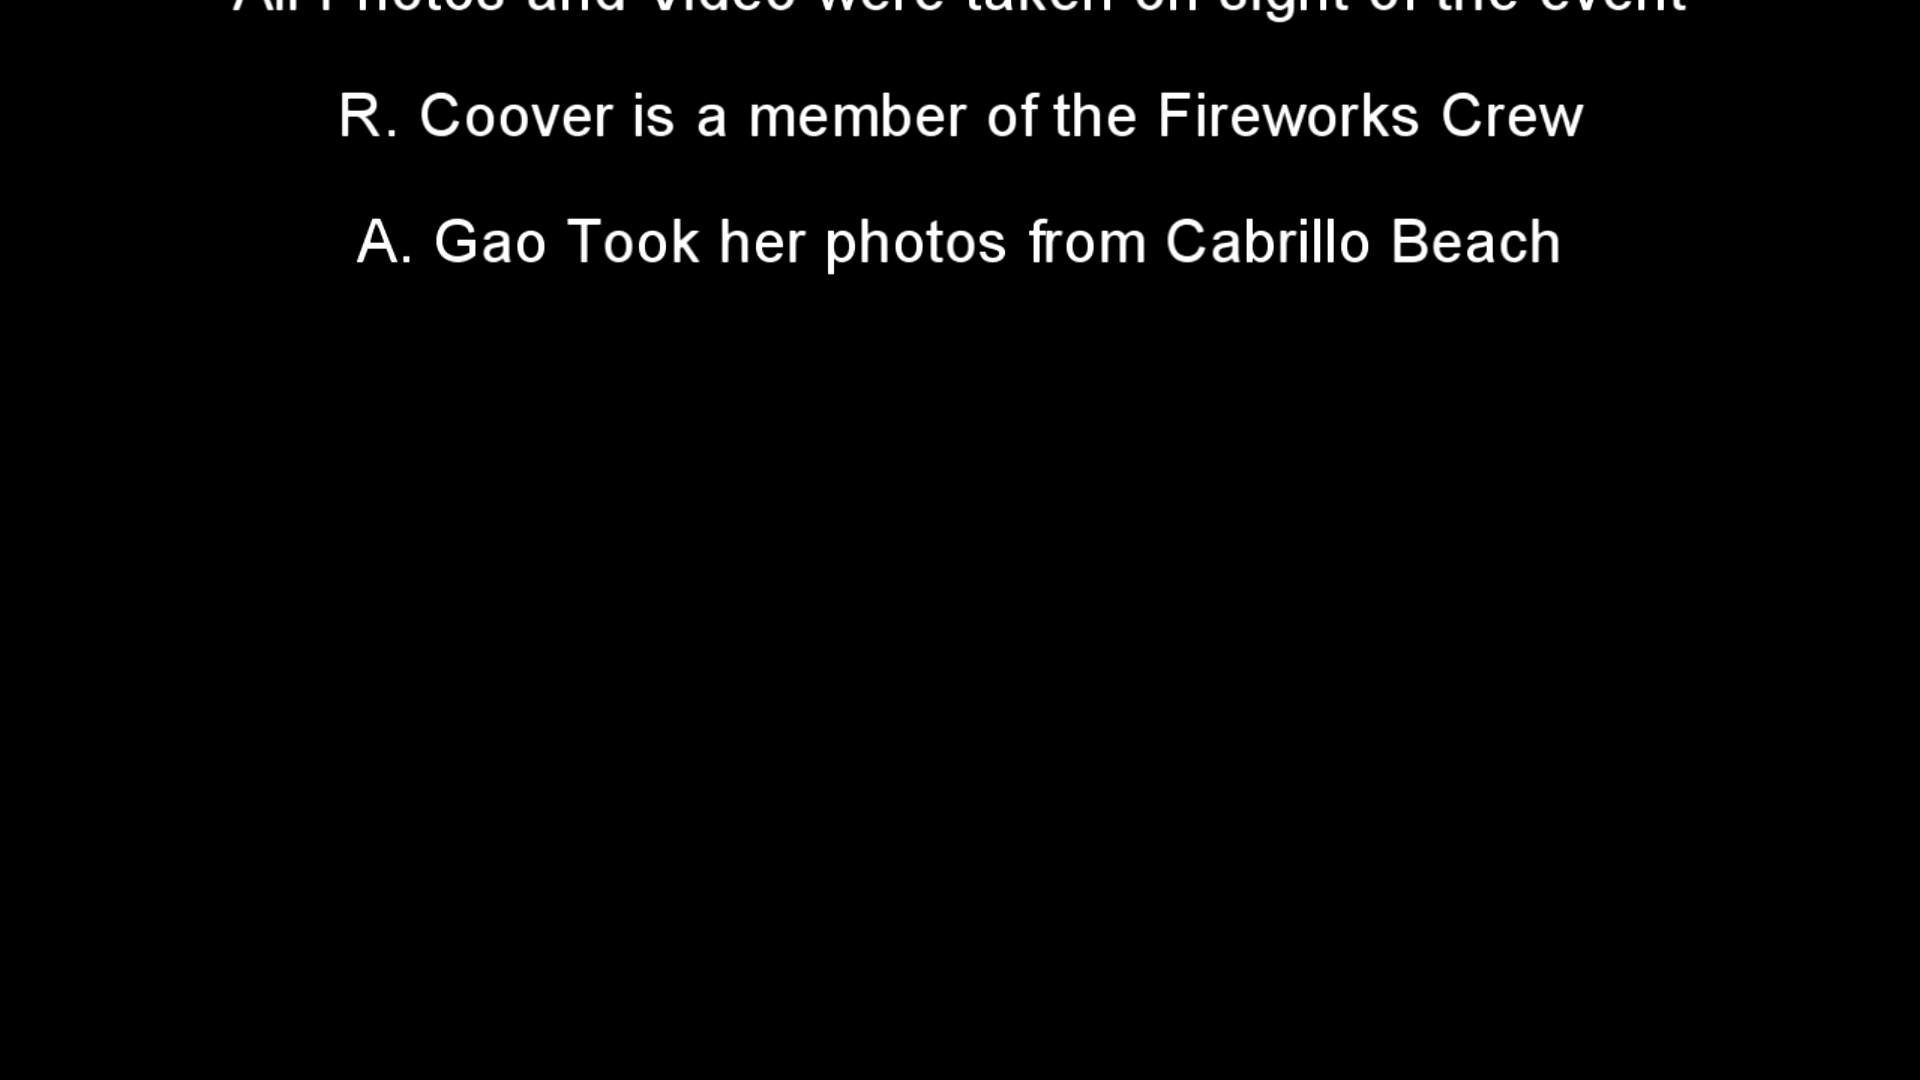 All Photos and video were taken on sight of the event
R. Coover is a member of the Fireworks Crew
A. Gao Took her photos from Cabrillo Beach